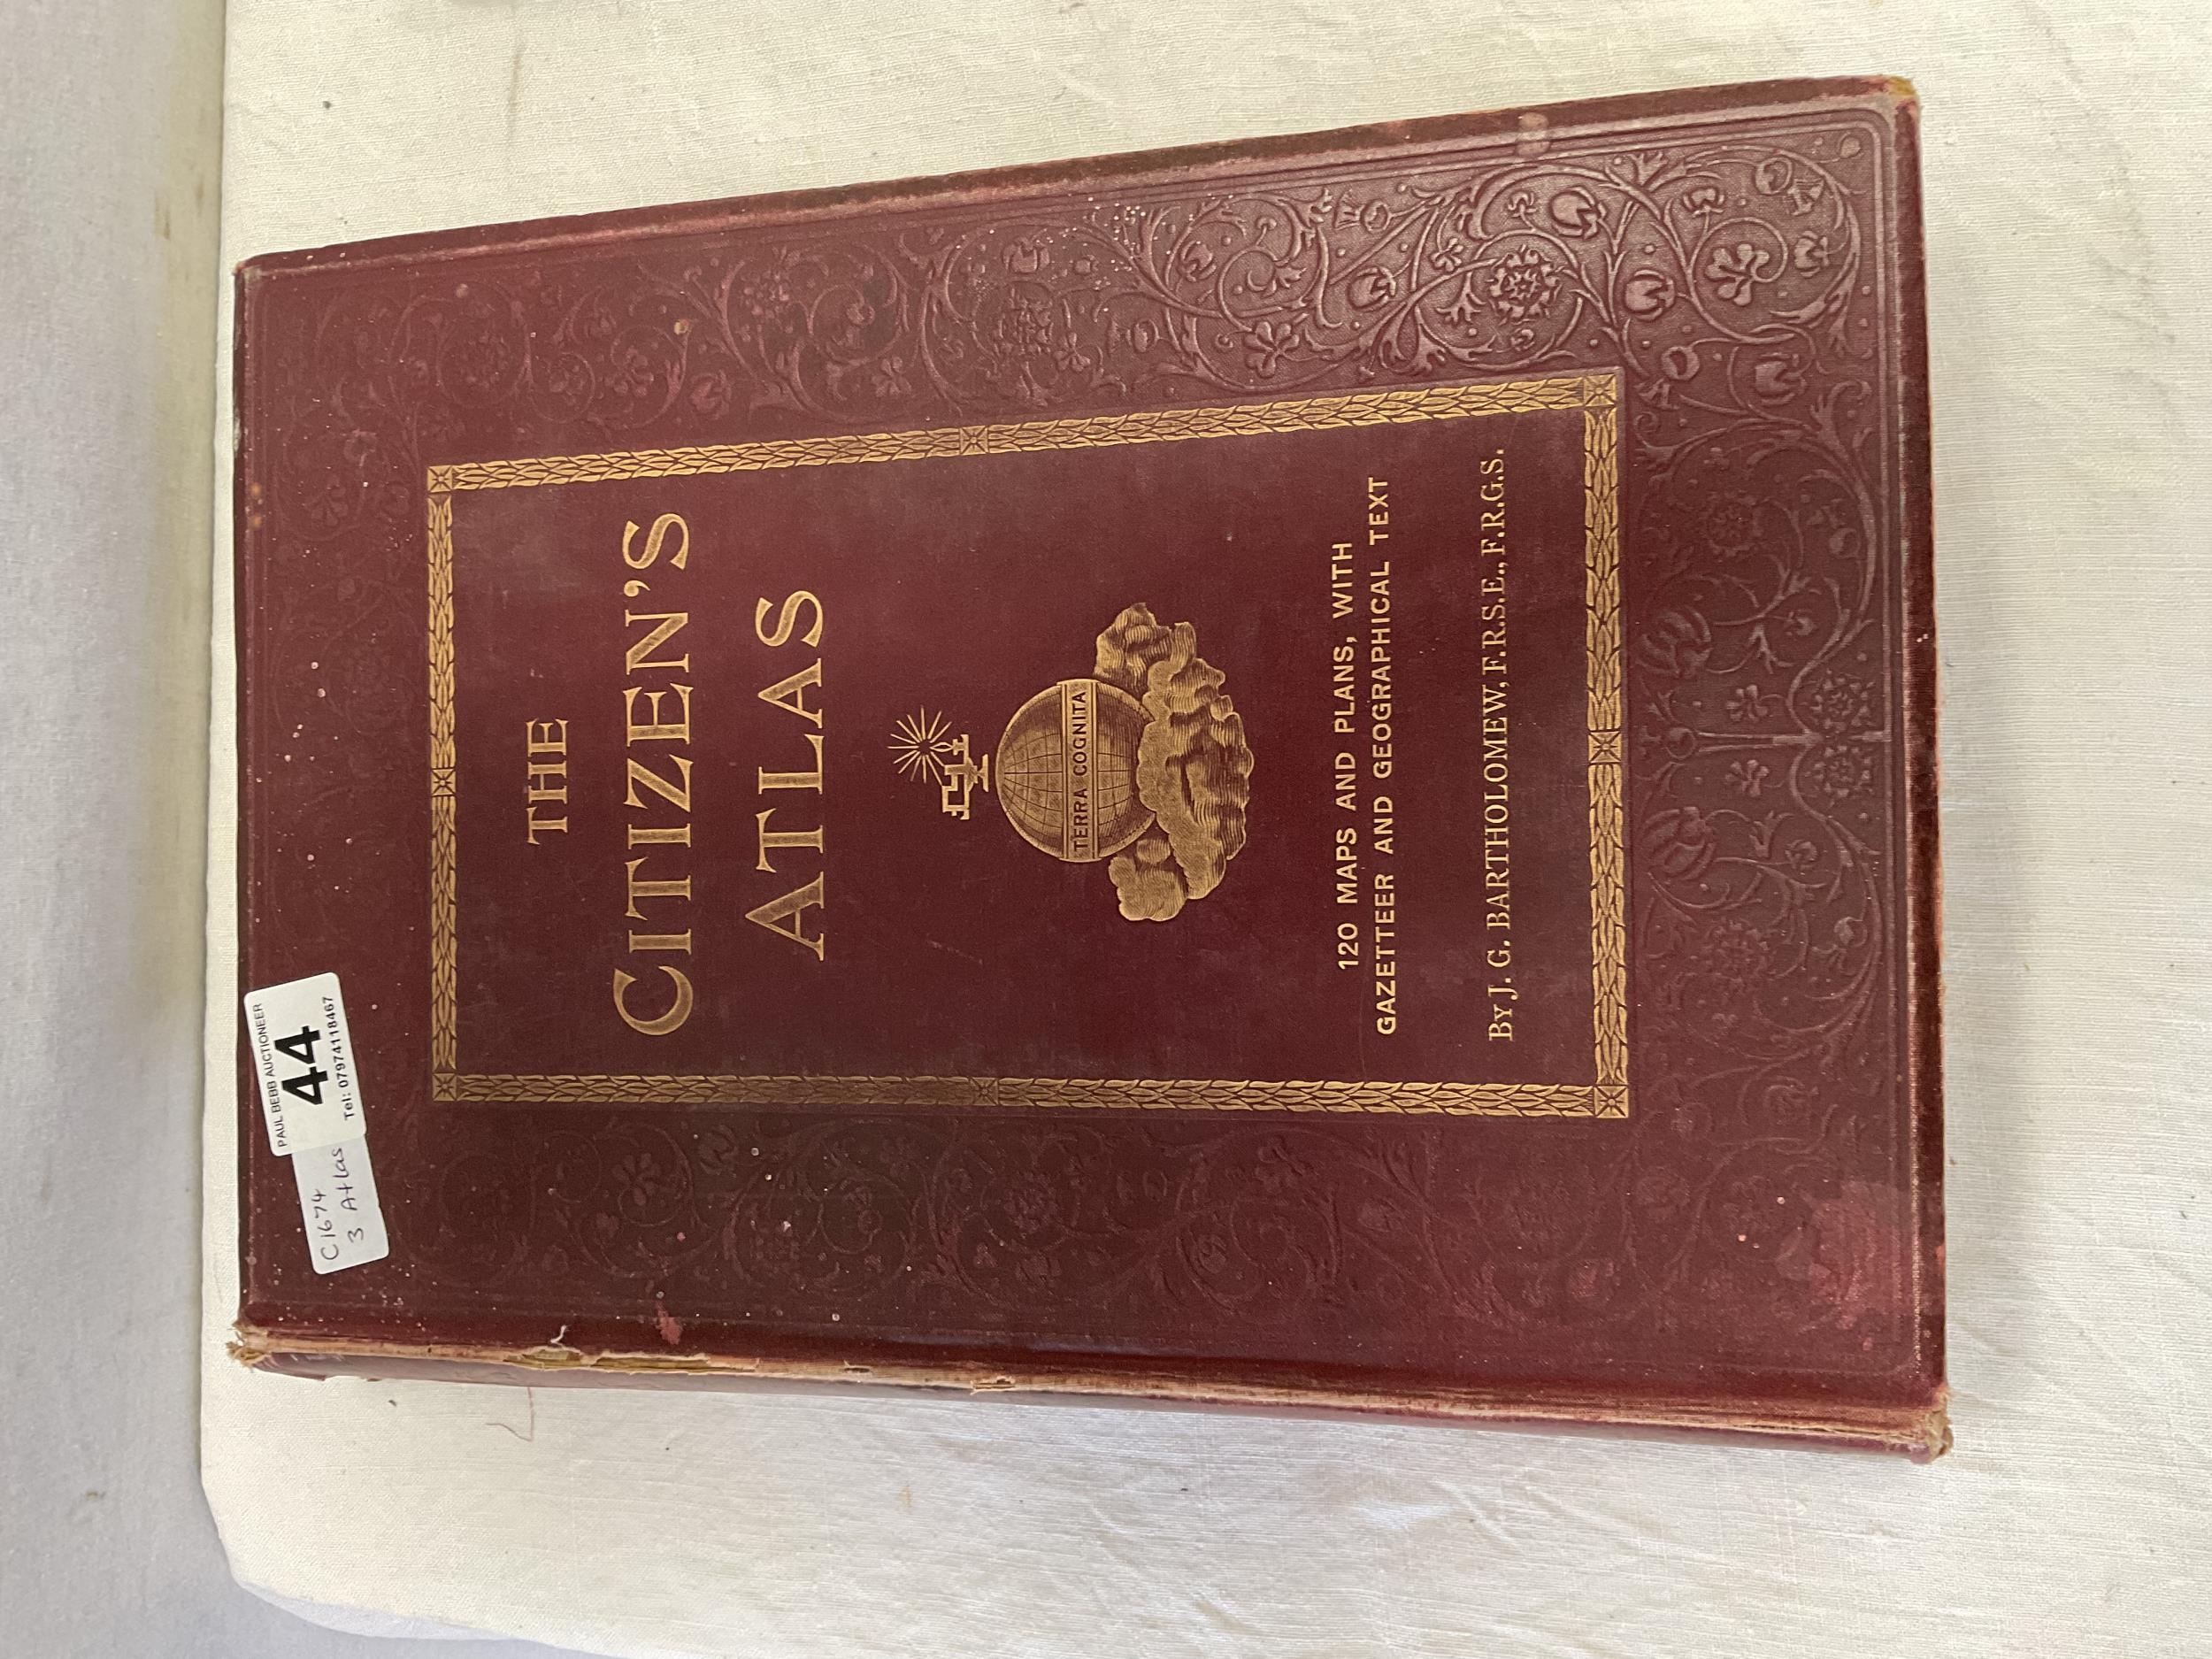 THE
CITIZEN'S
ATLAS
TERRA COGNITA
120 MAPS AND PLANS, WITH
GAZETTEER AND GEOGRAPHICAL TEXT
By J. G. BARTHOLOMEW, F.R.S.E., F.R.G.S.
PAUL BEBB AUCTIONEER
44
Tel: 07974118467
C1674
3 Atlas